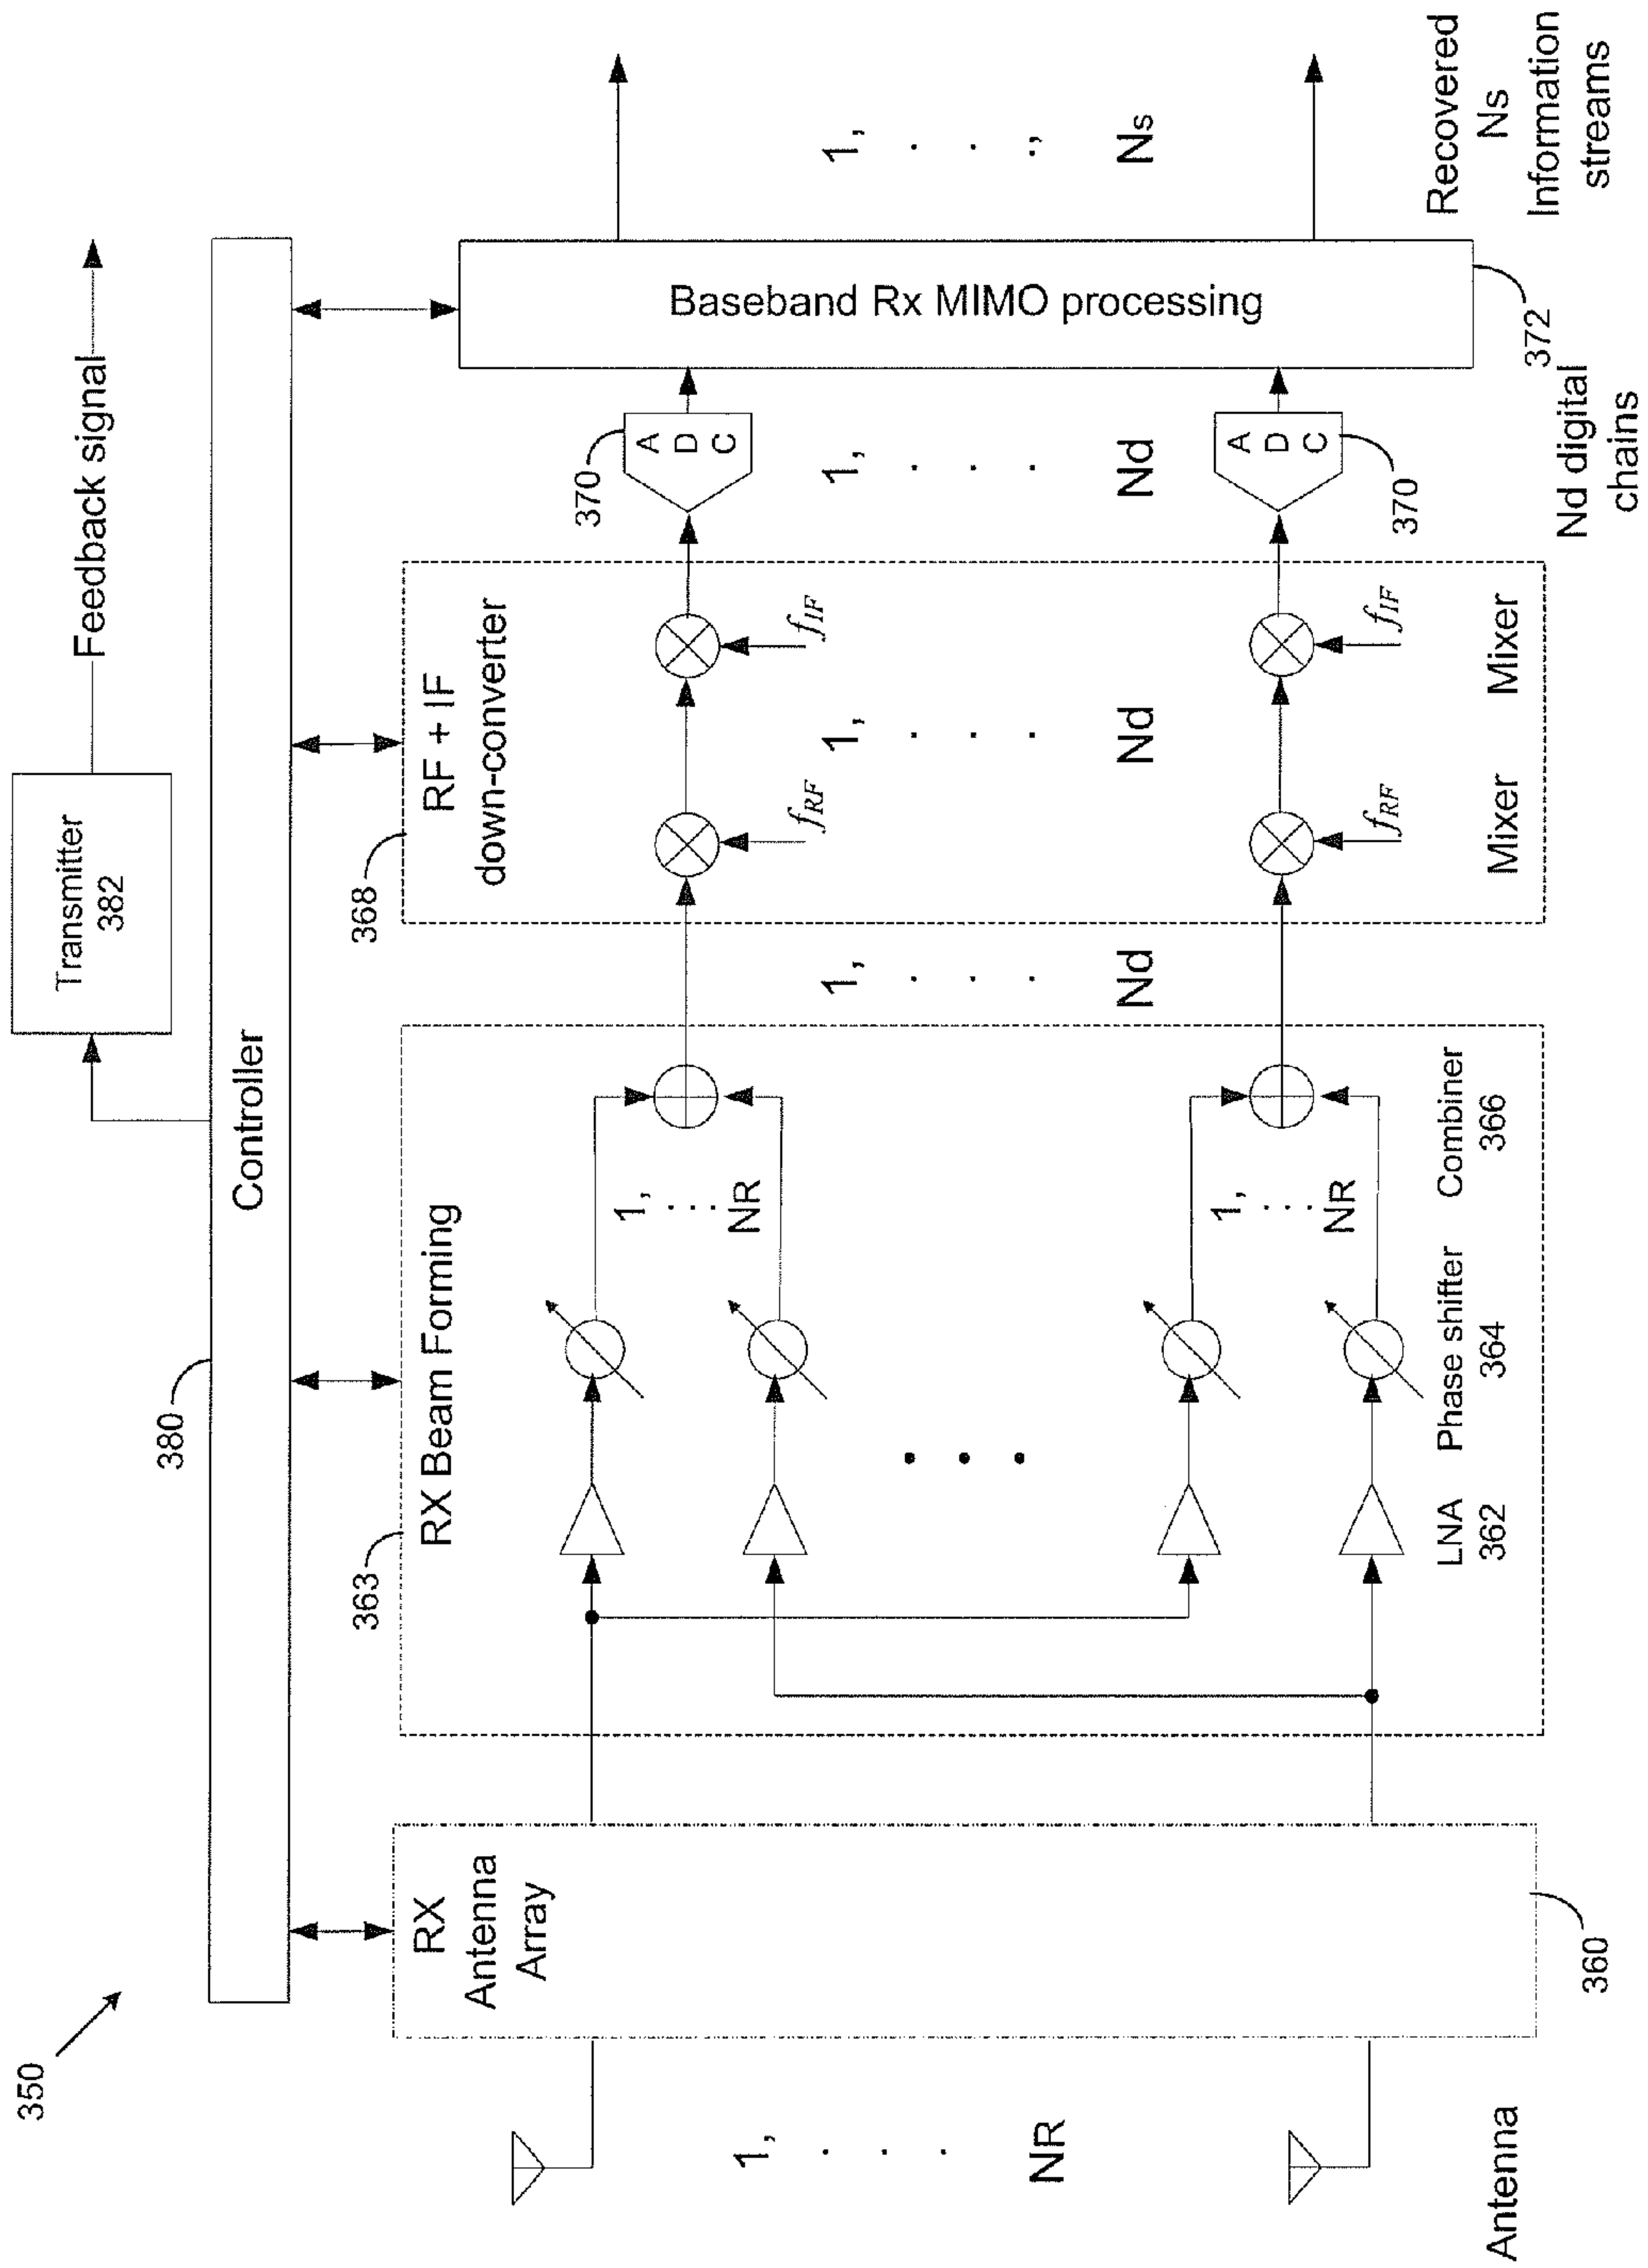 350
Transmitter
382
Feedback signal
Controller
380
RX
Antenna
Array
360
1,
. . .
NR
Antenna
363
RX Beam Forming
1,
. . .
NR
1,
. . .
NR
. . .
LNA
362
Phase shifter
364
Combiner
366
1,
. . .
Nd
368
RF + IF
down-converter
fRF
fIF
1,
. . .
Nd
fRF
fIF
Mixer
Mixer
370
A
D
C
1,
. . .
Nd
A
D
C
370
Nd digital
chains
Baseband Rx MIMO processing
372
1,
. . .,
Ns
Recovered
Ns
Information
streams